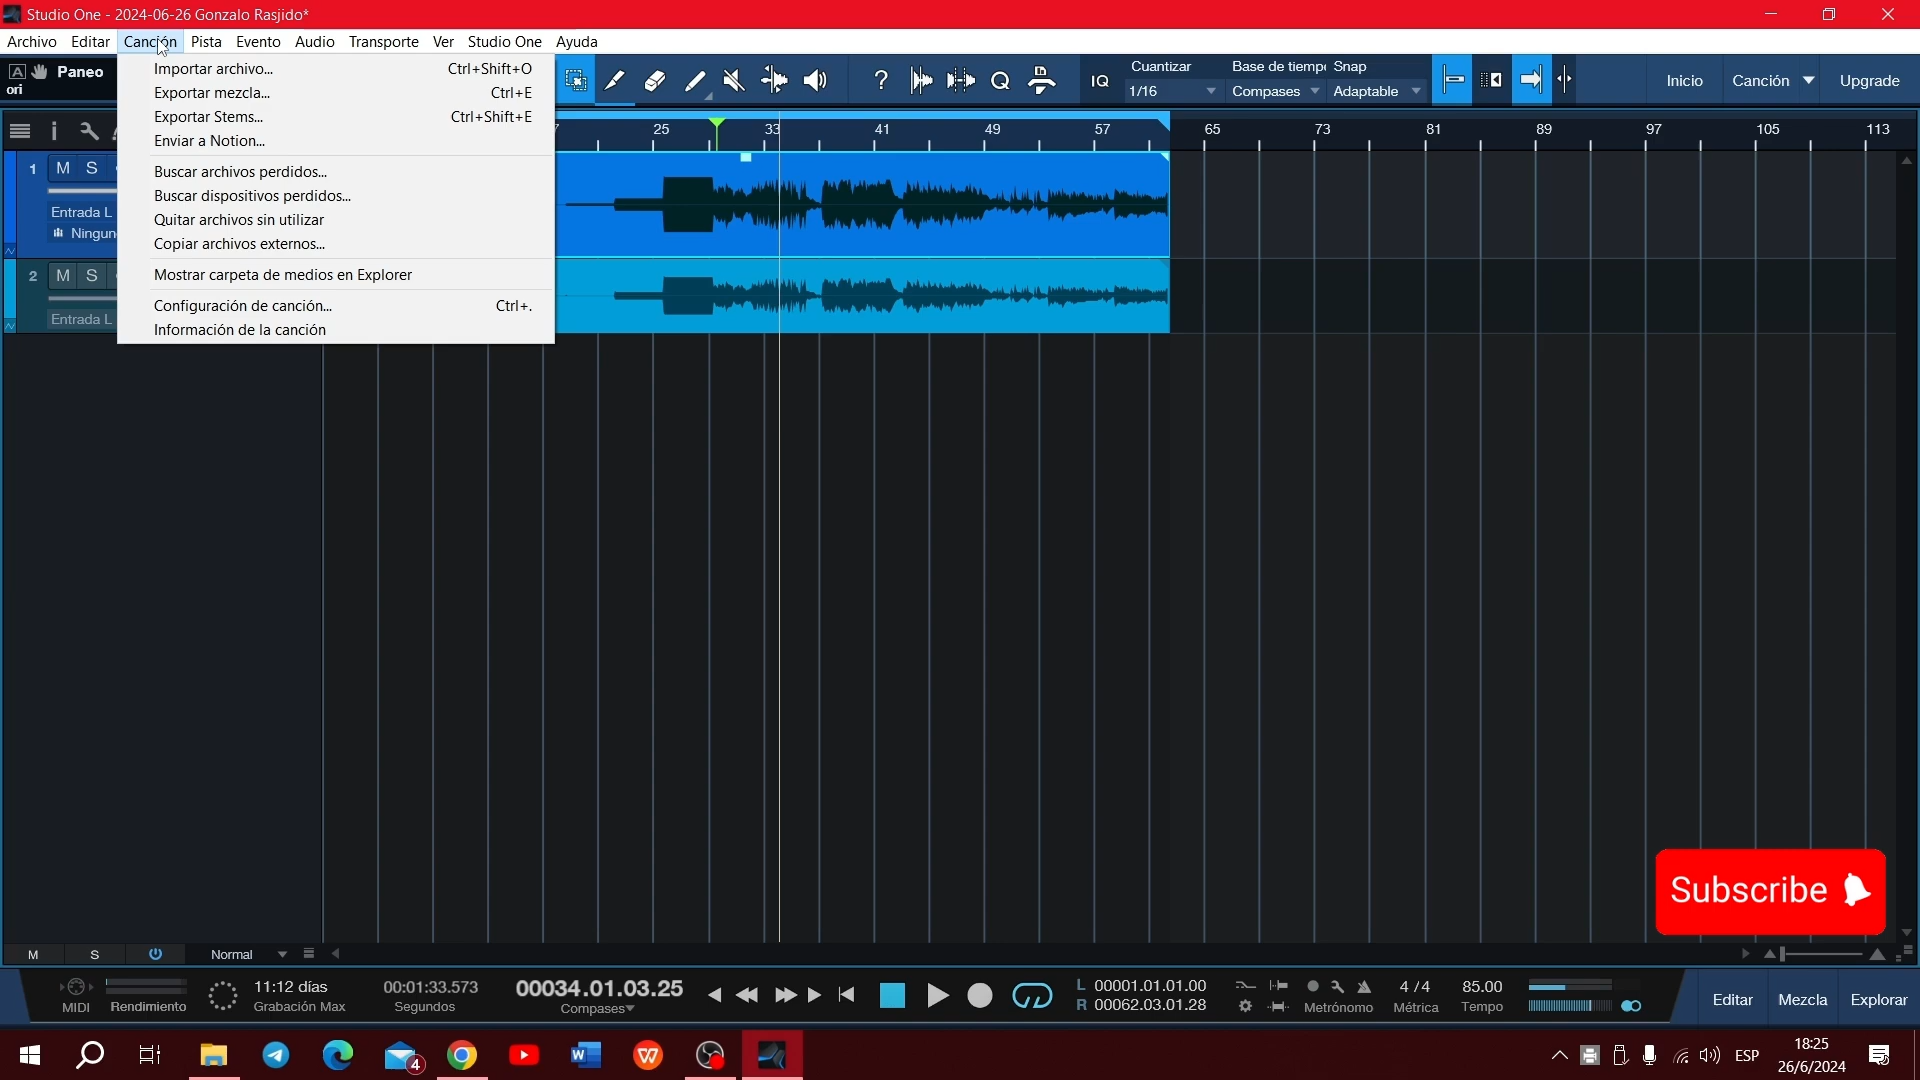 Studio One - 2024-06-26 Gonzalo Rasjido*
Archivo Editar Canción Pista Evento Audio Transporte Ver Studio One Ayuda
A Paneo
ori
Importar archivo... Ctrl+Shift+O
Exportar mezcla... Ctrl+E
Exportar Stems... Ctrl+Shift+E
Enviar a Notion...
Buscar archivos perdidos...
Buscar dispositivos perdidos...
Quitar archivos sin utilizar
Copiar archivos externos...
Mostrar carpeta de medios en Explorer
Configuración de canción... Ctrl+.
Información de la canción
IQ
Cuantizar
1/16
Base de tiempo
Compases
Snap
Adaptable
Inicio Canción Upgrade
25 33 41 49 57 65 73 81 89 97 105 113
1 M S
Entrada L
Ningun
2 M S
Entrada L
Subscribe
M S Normal
MIDI
Rendimiento
11:12 días
Grabación Max
00:01:33.573
Segundos
00034.01.03.25
Compases
L 00001.01.01.00
R 00062.03.01.28
Metrónomo
4 / 4
Métrica
85.00
Tempo
Editar Mezcla Explorar
4
W
ESP
18:25
26/6/2024